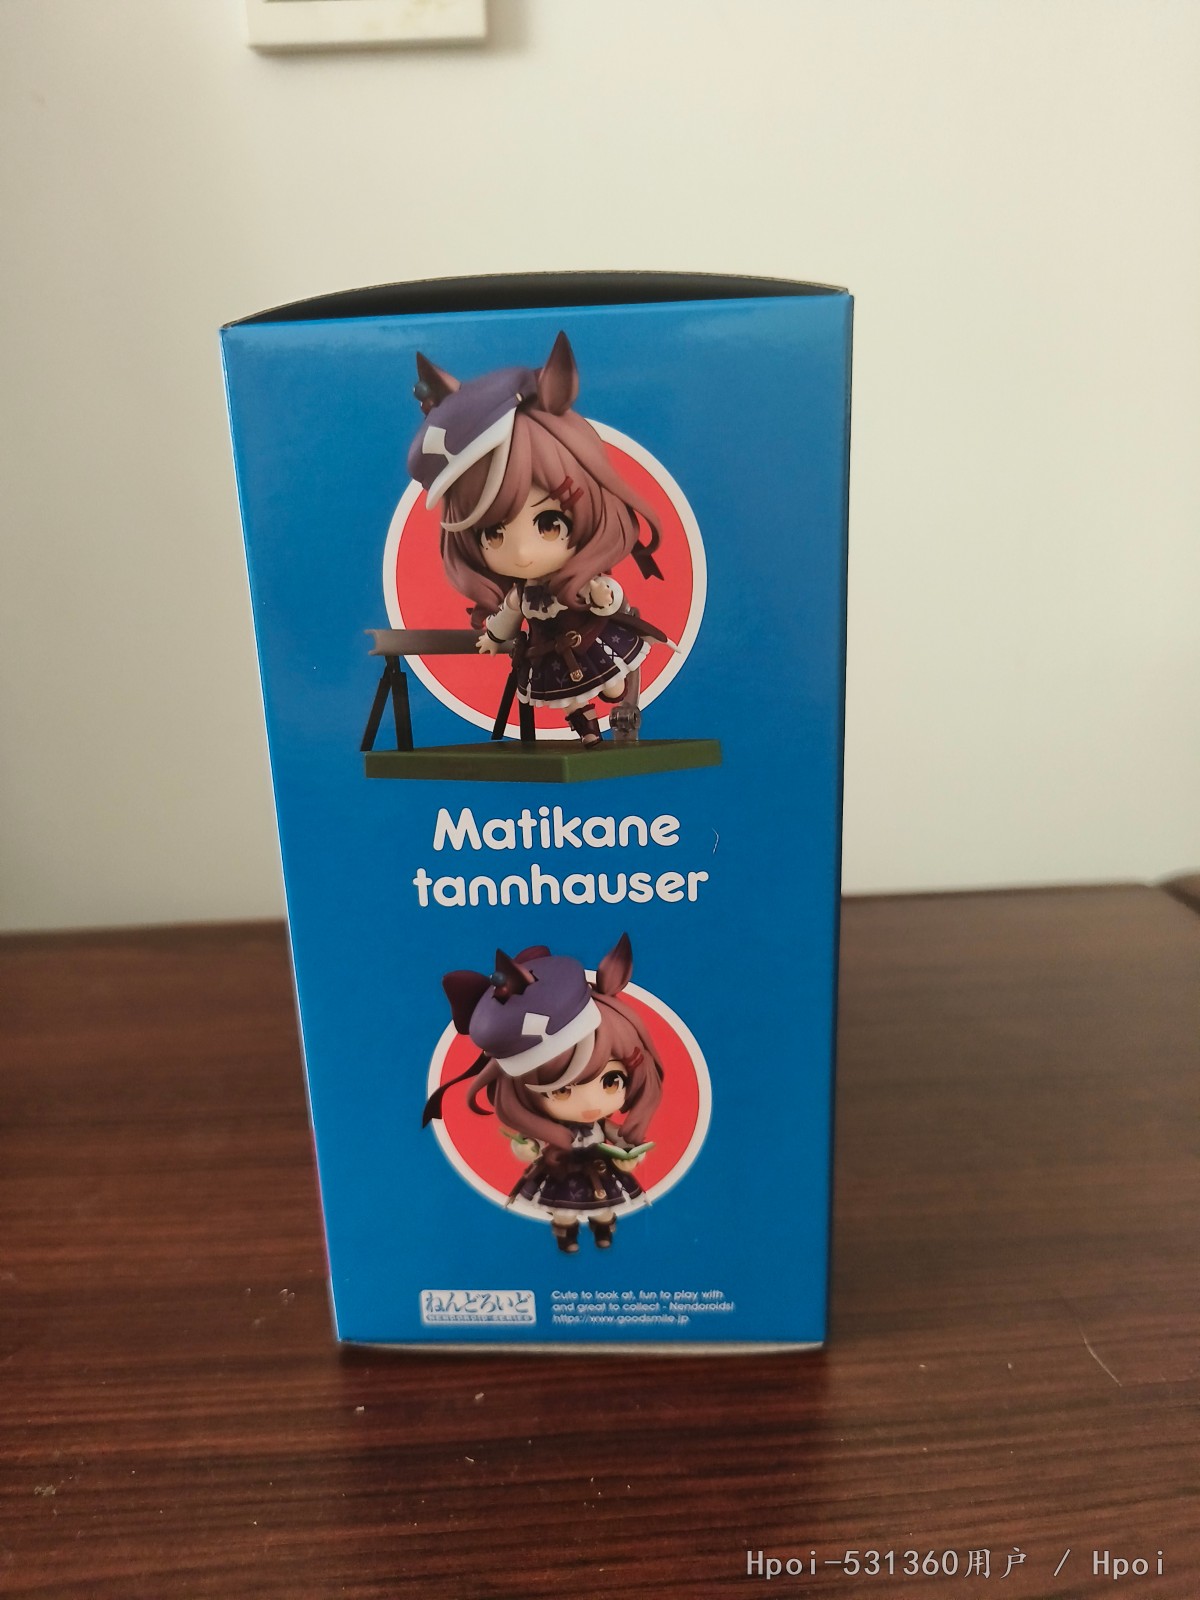 Matikane
tannhauser
ねんどろいど
NENDOROID SERIES
Cute to look at, fun to play with
and great to collect - Nendoroids!
https://www.goodsmile.jp
Hpoi-531360用户 / Hpoi